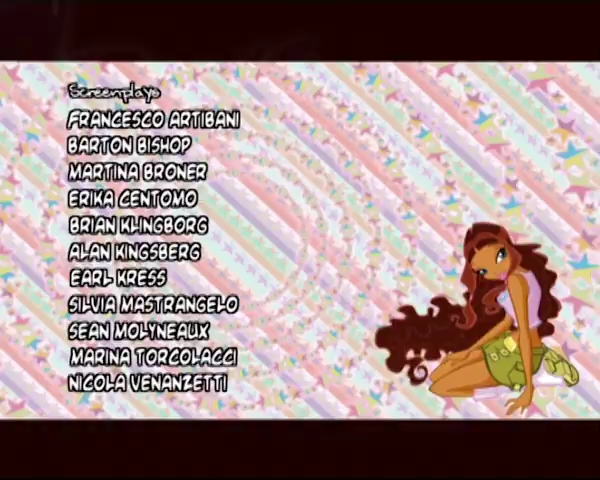 Screenplays
FRANCESCO ARTIBANI
BARTON BISHOP
MARTINA BRONER
ERIKA CENTOMO
BRIAN KLINGBORG
ALAN KINGSBERG
EARL KRESS
SILVIA MASTRANGELO
SEAN MOLYNEAUX
MARINA TORCOLACCI
NICOLA VENANZETTI